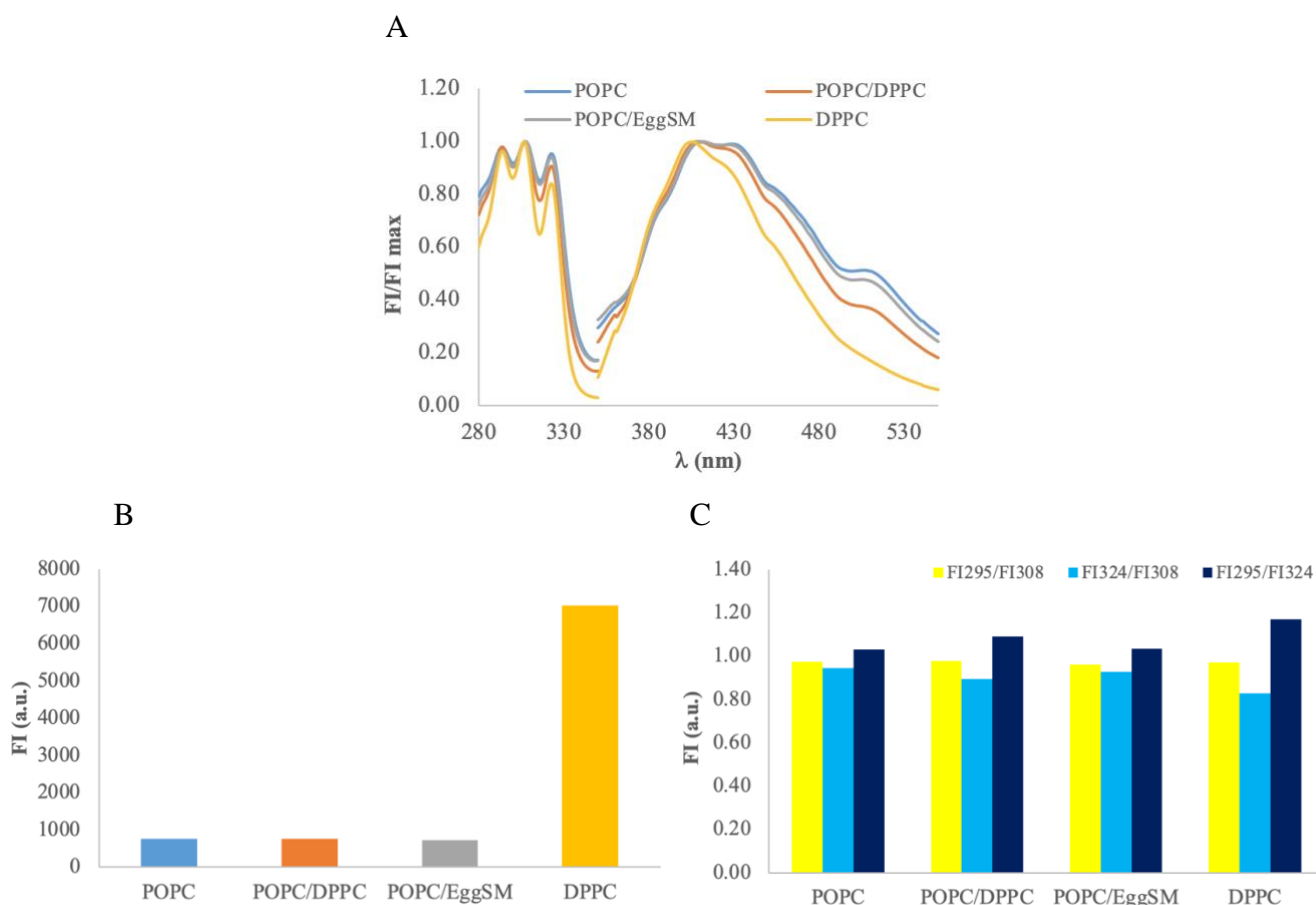 A
1.20
1.00
0.80
0.60
0.40
0.20
0.00
FI/FI max
POPC
POPC/DPPC
POPC/EggSM
DPPC
280
330
380
430
480
530
λ (nm)
B
8000
7000
6000
5000
4000
3000
2000
1000
0
FI (a.u.)
POPC
POPC/DPPC
POPC/EggSM
DPPC
C
FI295/FI308
FI324/FI308
FI295/FI324
1.40
1.20
1.00
0.80
0.60
0.40
0.20
0.00
FI (a.u.)
POPC
POPC/DPPC
POPC/EggSM
DPPC